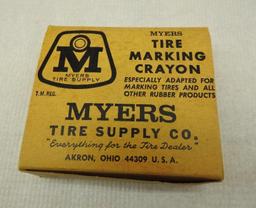 MYERS
TIRE
MARKING
CRAYON
ESPECIALLY ADAPTED FOR
MARKING TIRES AND ALL
OTHER RUBBER PRODUCTS
M
MYERS
TIRE SUPPLY
T.M. REG.
MYERS
TIRE SUPPLY CO.
"Everything for the Tire Dealer"
AKRON, OHIO 44309 U.S.A.